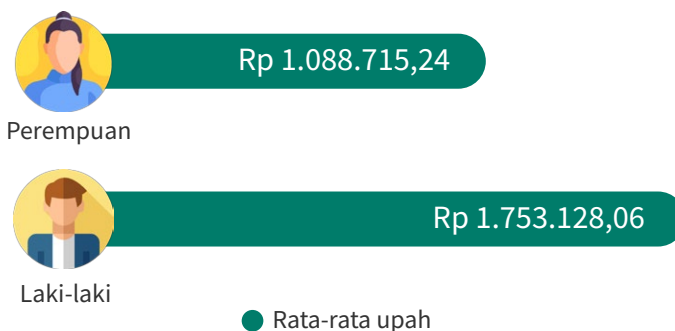 Rp 1.088.715,24
Perempuan
Rp 1.753.128,06
Laki-laki
Rata-rata upah